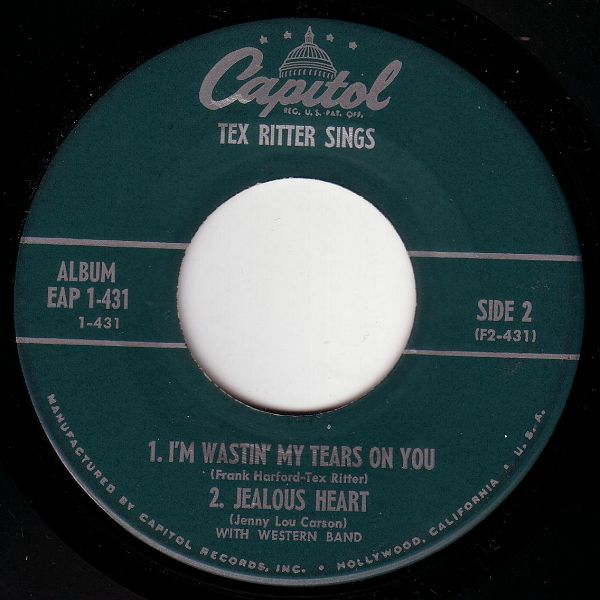 Capitol
REG. U. S. PAT. OFF.
TEX RITTER SINGS
ALBUM
EAP 1-431
1-431
SIDE 2
(F2-431)
1. I'M WASTIN' MY TEARS ON YOU
(Frank Harford-Tex Ritter)
2. JEALOUS HEART
(Jenny Lou Carson)
WITH WESTERN BAND
MANUFACTURED BY CAPITOL RECORDS, INC. • HOLLYWOOD, CALIFORNIA • U. S. A.